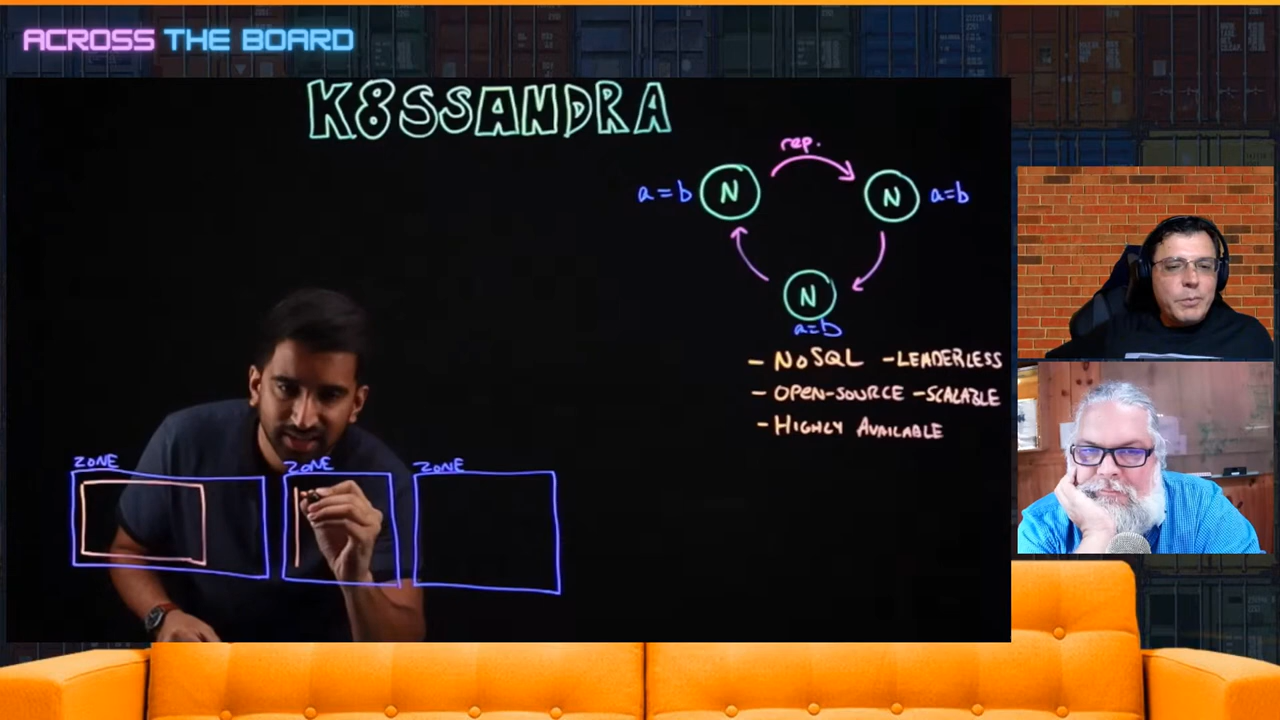 ACROSS THE BOARD
K8SSANDRA
rep.
a=b N N a=b
N
a=b
- NoSQL - LEADERLESS
- OPEN-SOURCE - SCALABLE
- HIGHLY AVAILABLE
ZONE ZONE ZONE